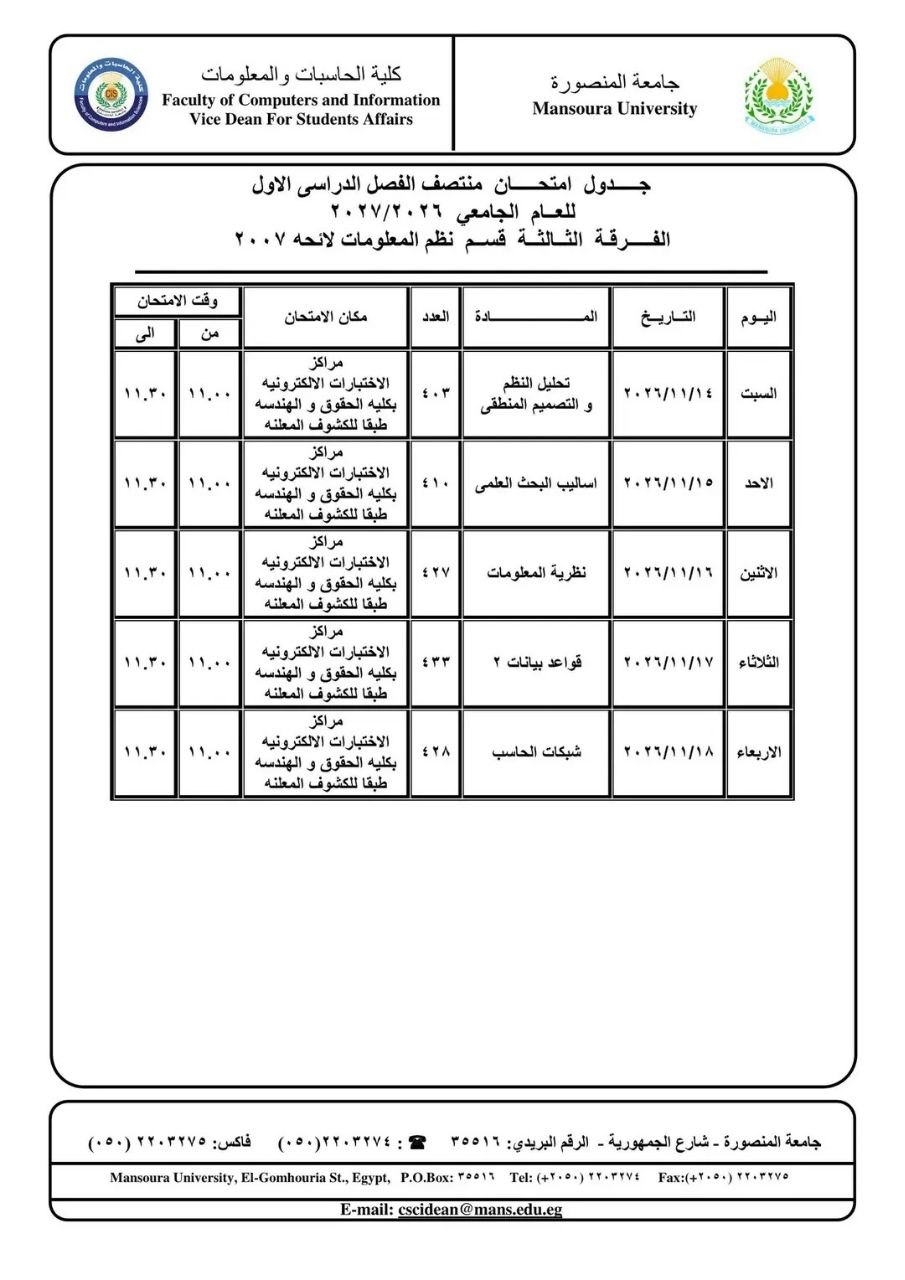 كلية الحاسبات والمعلومات
Faculty of Computers and Information
Vice Dean For Students Affairs
جامعة المنصورة
Mansoura University
MANSOURA UNIVERSITY
جـــدول امتحـــان منتصف الفصل الدراسى الاول
للعـام الجامعي ٢٠٢٧/٢٠٢٦
الفـــرقـة الثـالثـة قسـم نظم المعلومات لائحه ٢٠٠٧
اليـوم التـاريـخ المـــــــــادة العدد مكان الامتحان وقت الامتحان
من الى
السبت ٢٠٢٦/١١/١٤ تحليل النظم و التصميم المنطقى ٤٠٣ مراكز الاختبارات الالكترونيه بكليه الحقوق و الهندسه طبقا للكشوف المعلنه ١١.٠٠ ١١.٣٠
الاحد ٢٠٢٦/١١/١٥ اساليب البحث العلمى ٤١٠ مراكز الاختبارات الالكترونيه بكليه الحقوق و الهندسه طبقا للكشوف المعلنه ١١.٠٠ ١١.٣٠
الاثنين ٢٠٢٦/١١/١٦ نظرية المعلومات ٤٢٧ مراكز الاختبارات الالكترونيه بكليه الحقوق و الهندسه طبقا للكشوف المعلنه ١١.٠٠ ١١.٣٠
الثلاثاء ٢٠٢٦/١١/١٧ قواعد بيانات ٢ ٤٣٣ مراكز الاختبارات الالكترونيه بكليه الحقوق و الهندسه طبقا للكشوف المعلنه ١١.٠٠ ١١.٣٠
الاربعاء ٢٠٢٦/١١/١٨ شبكات الحاسب ٤٢٨ مراكز الاختبارات الالكترونيه بكليه الحقوق و الهندسه طبقا للكشوف المعلنه ١١.٠٠ ١١.٣٠
جامعة المنصورة - شارع الجمهورية - الرقم البريدي: ٣٥٥١٦ ☎ : ٢٢٠٣٢٧٤(٠٥٠) فاكس: ٢٢٠٣٢٧٥ (٠٥٠)
Mansoura University, El-Gomhouria St., Egypt, P.O.Box: ٣٥٥١٦ Tel: (+٢٠٥٠) ٢٢٠٣٢٧٤ Fax:(+٢٠٥٠) ٢٢٠٣٢٧٥
E-mail: cscidean@mans.edu.eg